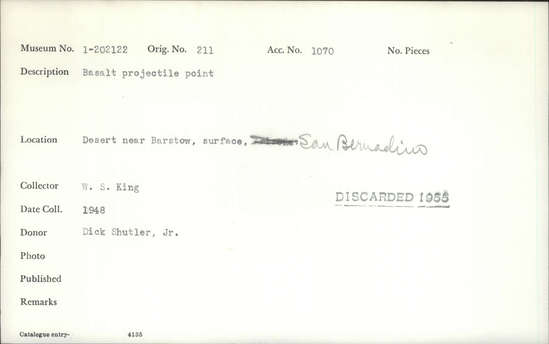 Museum No. 1-202122 Orig. No. 211 Acc. No. 1070 No. Pieces
Description Basalt projectile point
Location Desert near Barstow, surface, San Bernadino
Collector W. S. King
DISCARDED 1955
Date Coll. 1948
Donor Dick Shutler, Jr.
Photo
Published
Remarks
Catalogue entry- 4135